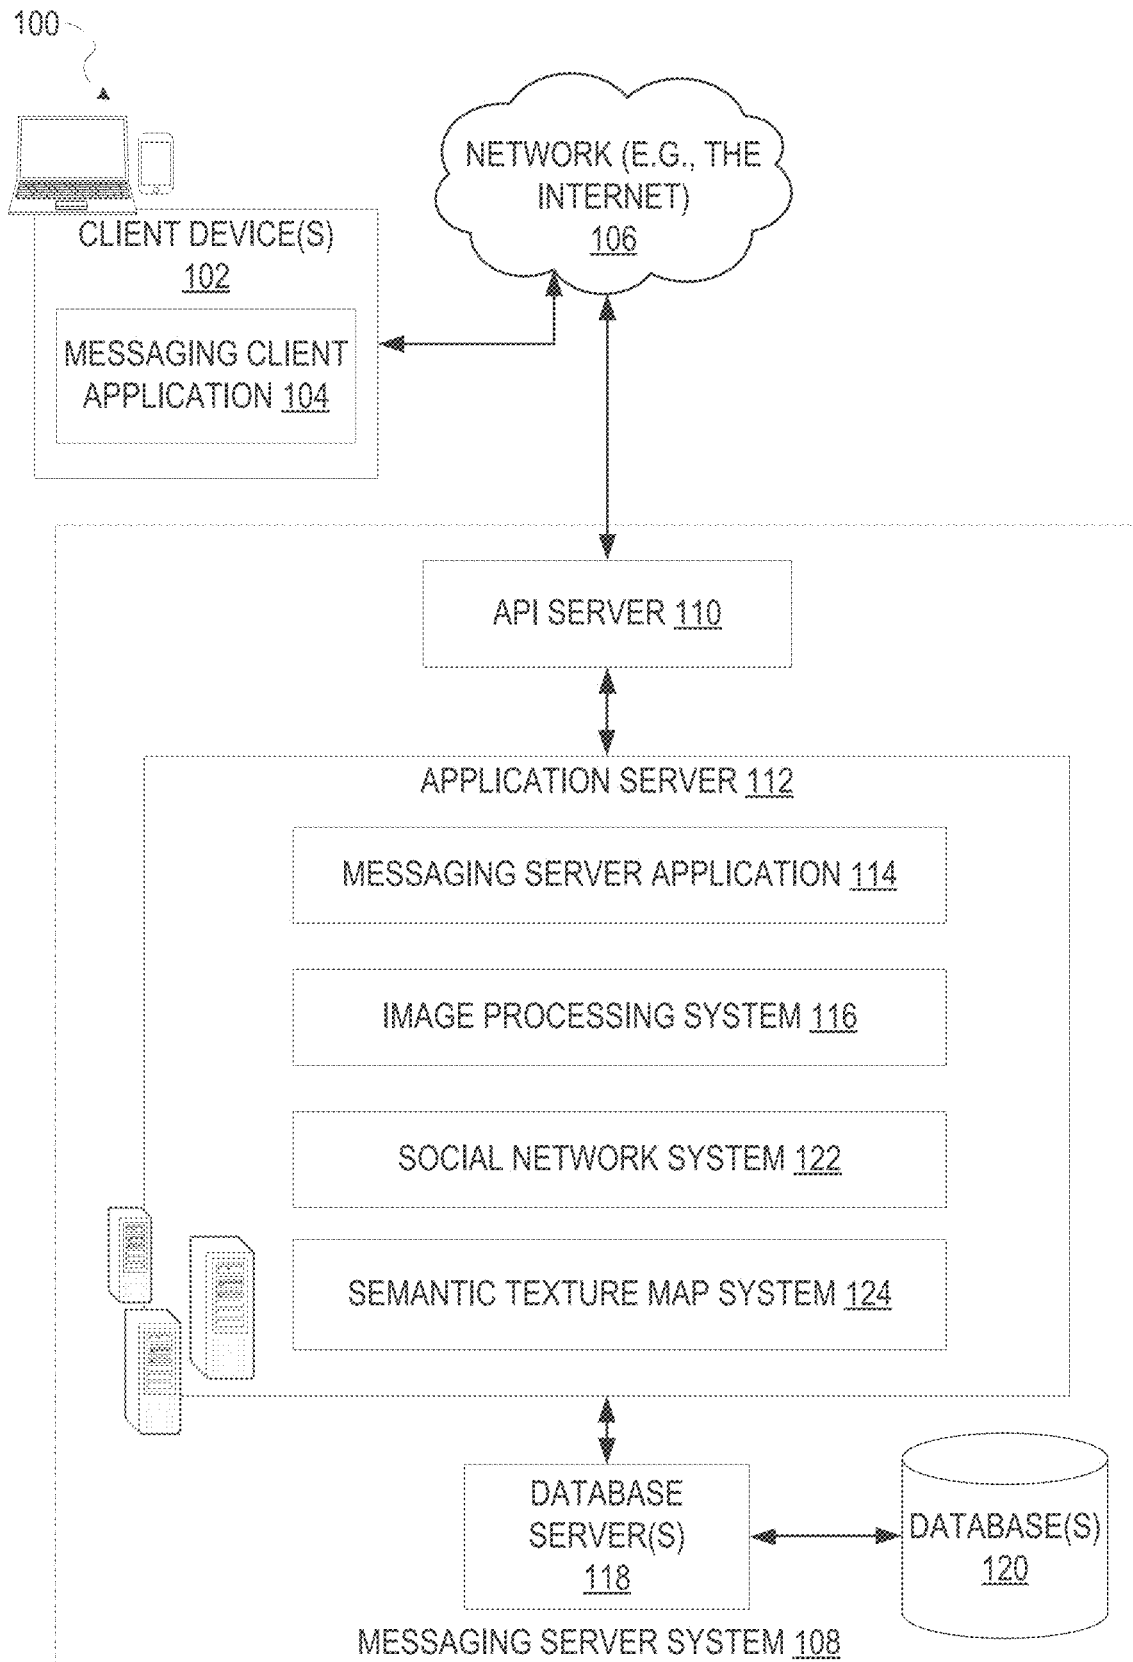 100
NETWORK (E.G., THE
INTERNET)
106
CLIENT DEVICE(S)
102
MESSAGING CLIENT
APPLICATION 104
API SERVER 110
APPLICATION SERVER 112
MESSAGING SERVER APPLICATION 114
IMAGE PROCESSING SYSTEM 116
SOCIAL NETWORK SYSTEM 122
SEMANTIC TEXTURE MAP SYSTEM 124
DATABASE
SERVER(S)
118
DATABASE(S)
120
MESSAGING SERVER SYSTEM 108